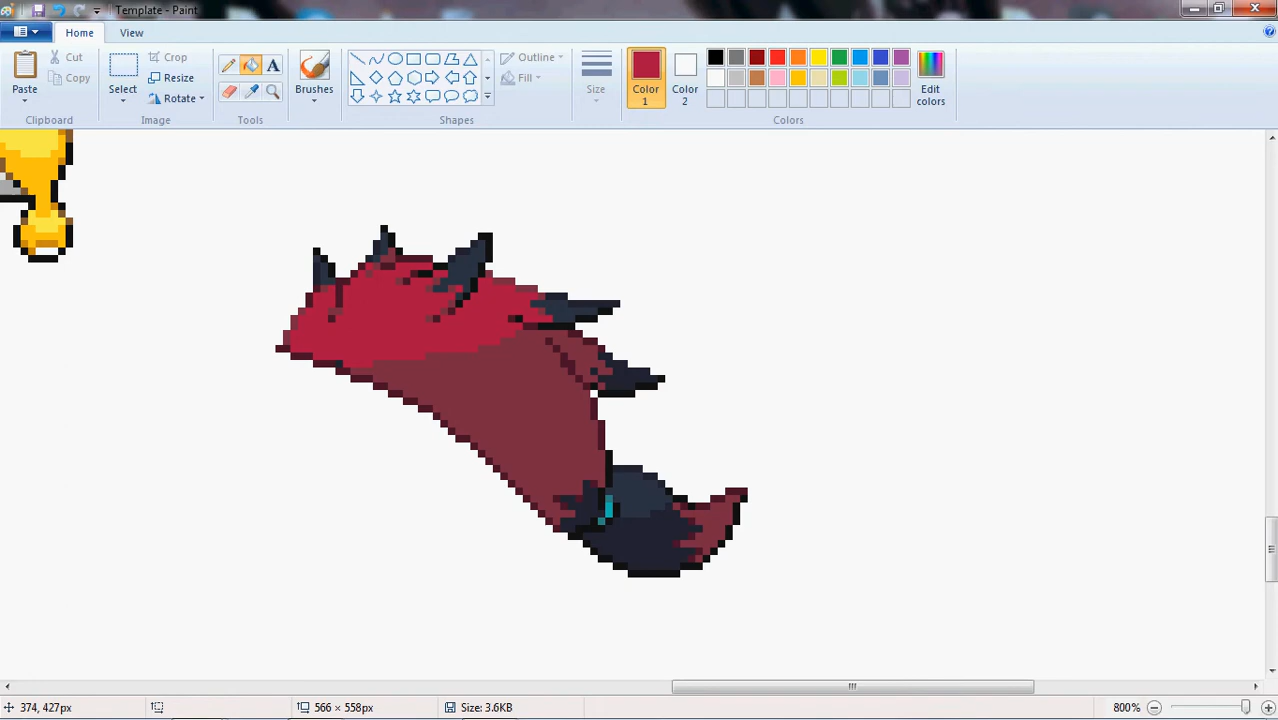 Template - Paint
Home
View
Paste
Cut
Copy
Clipboard
Select
Crop
Resize
Rotate
Image
A
Tools
Brushes
Outline
Fill
Shapes
Size
Color
1
Color
2
Edit
colors
Colors
374, 427px
566 × 558px
Size: 3.6KB
800%